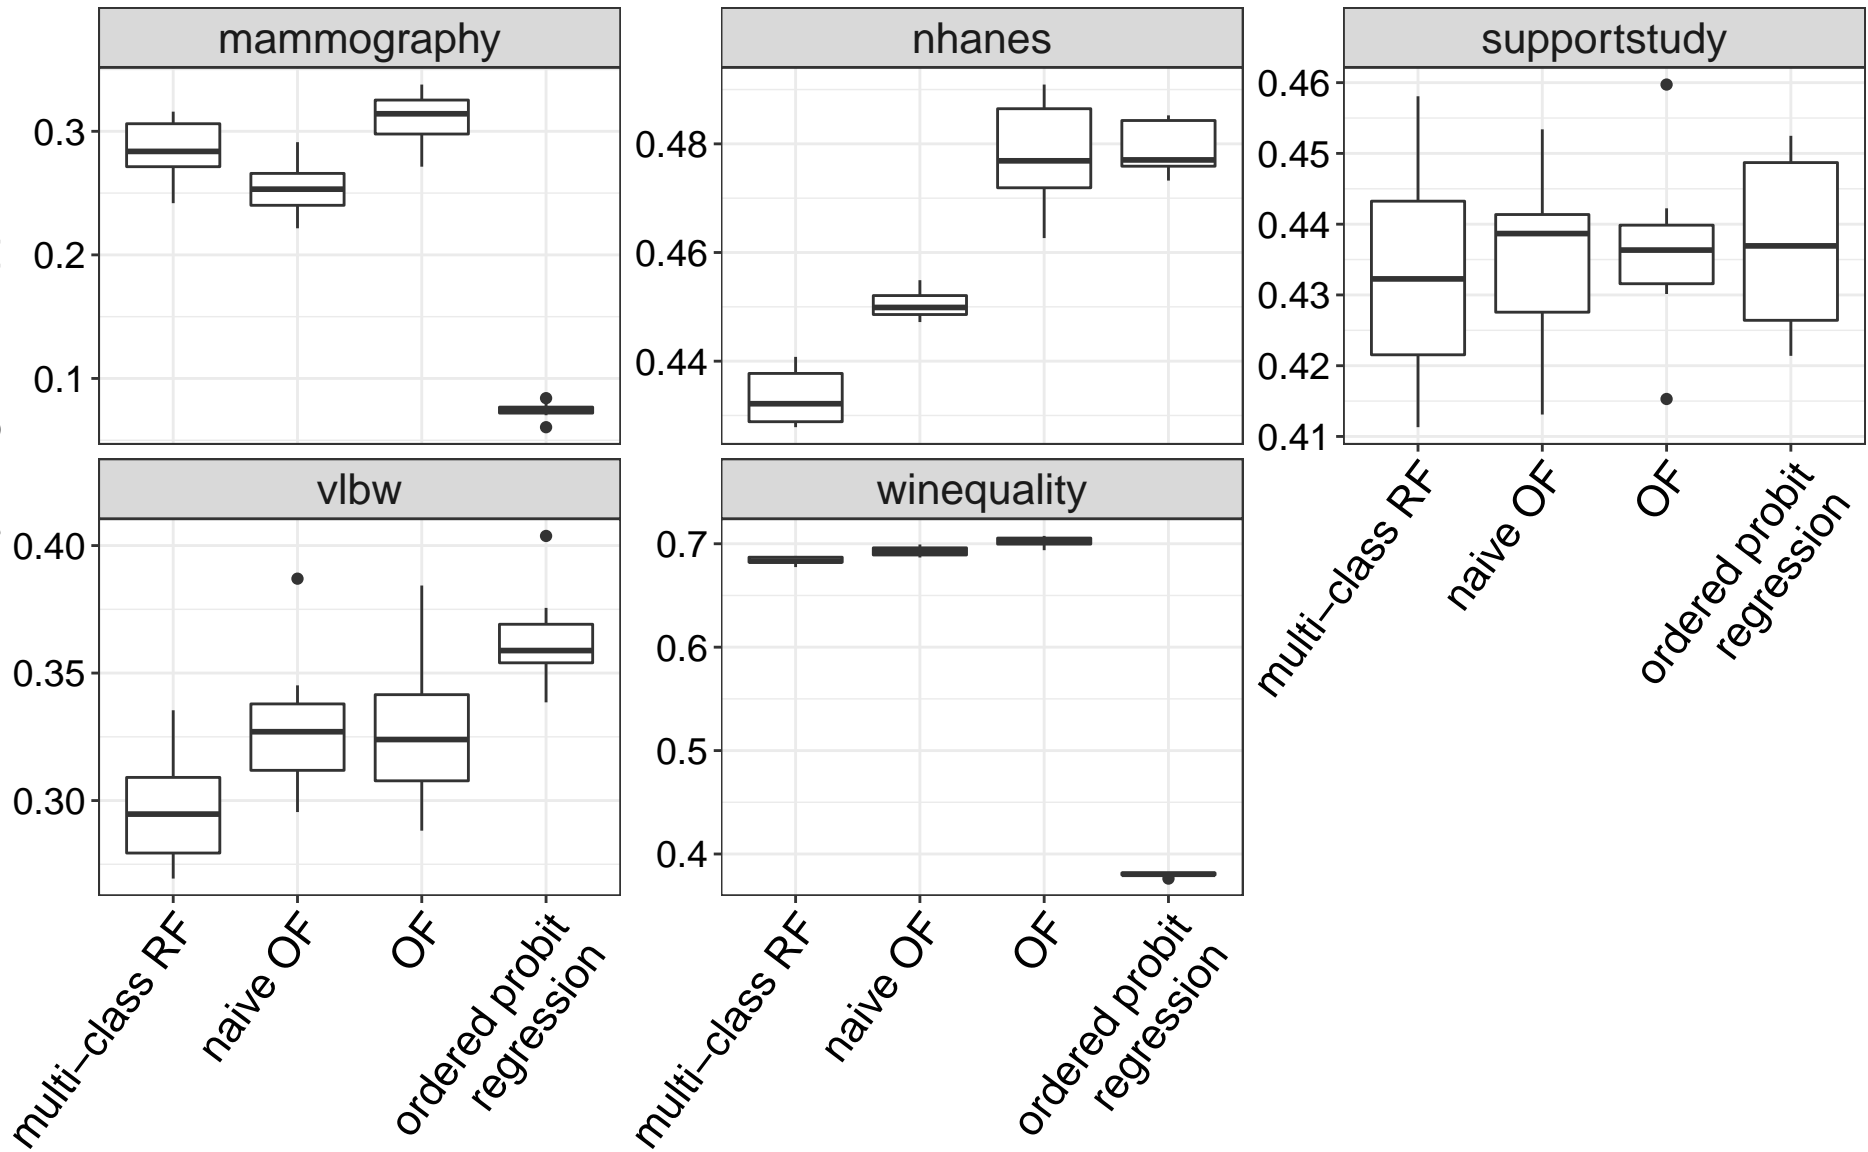 mammography
nhanes
supportstudy
0.3
0.2
0.1
0.48
0.46
0.44
0.46
0.45
0.44
0.43
0.42
0.41
multi−class RF
naive OF
OF
ordered probit
regression
vlbw
winequality
0.40
0.35
0.30
0.7
0.6
0.5
0.4
multi−class RF
naive OF
OF
ordered probit
regression
multi−class RF
naive OF
OF
ordered probit
regression